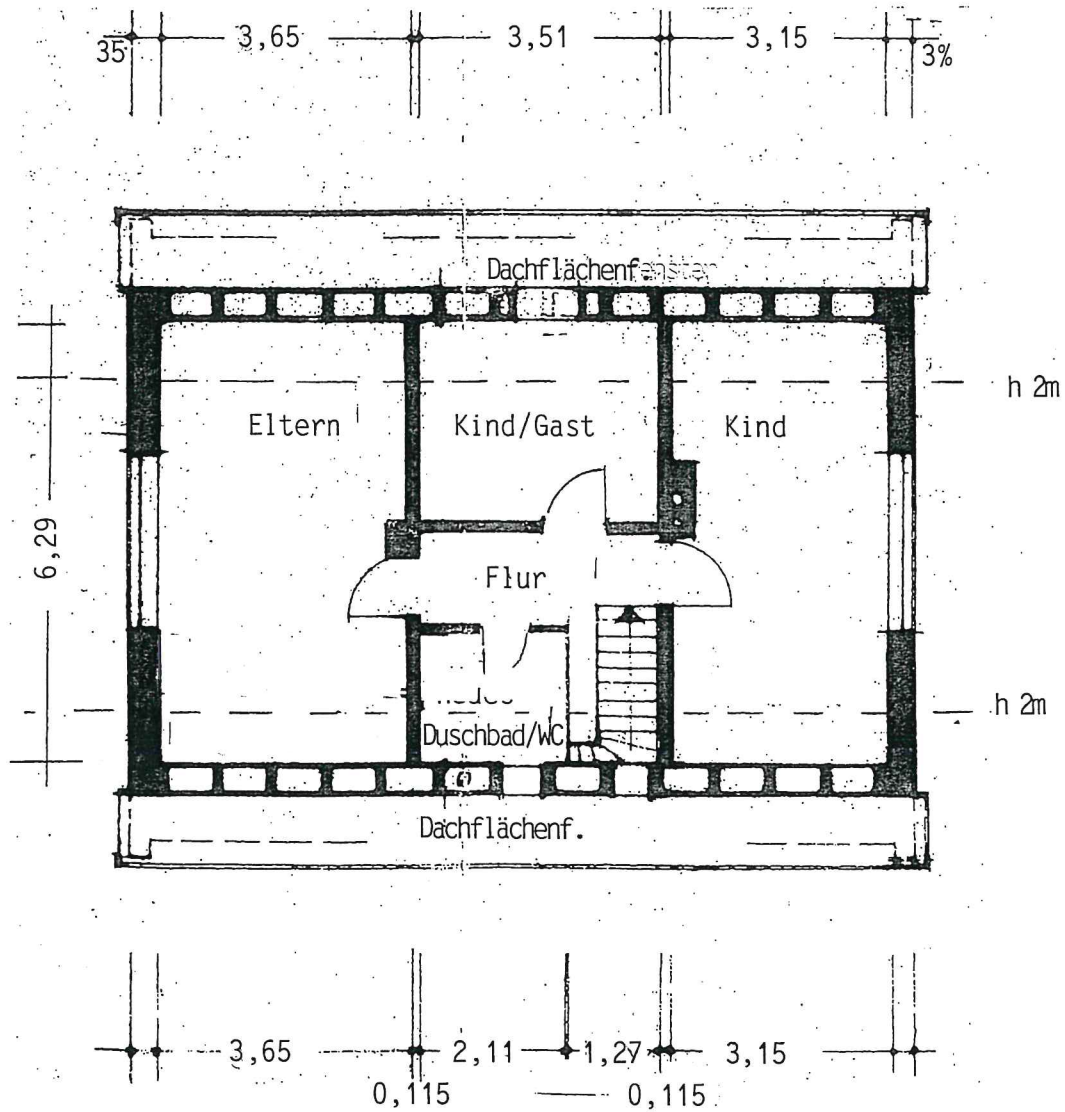 35 3,65 3,51 3,15 3%
Dachflächenfenster
h 2m
Eltern Kind/Gast Kind
6,29
Flur
h 2m
Duschbad/WC
Dachflächenf.
3,65 2,11 1,27 3,15
0,115 0,115